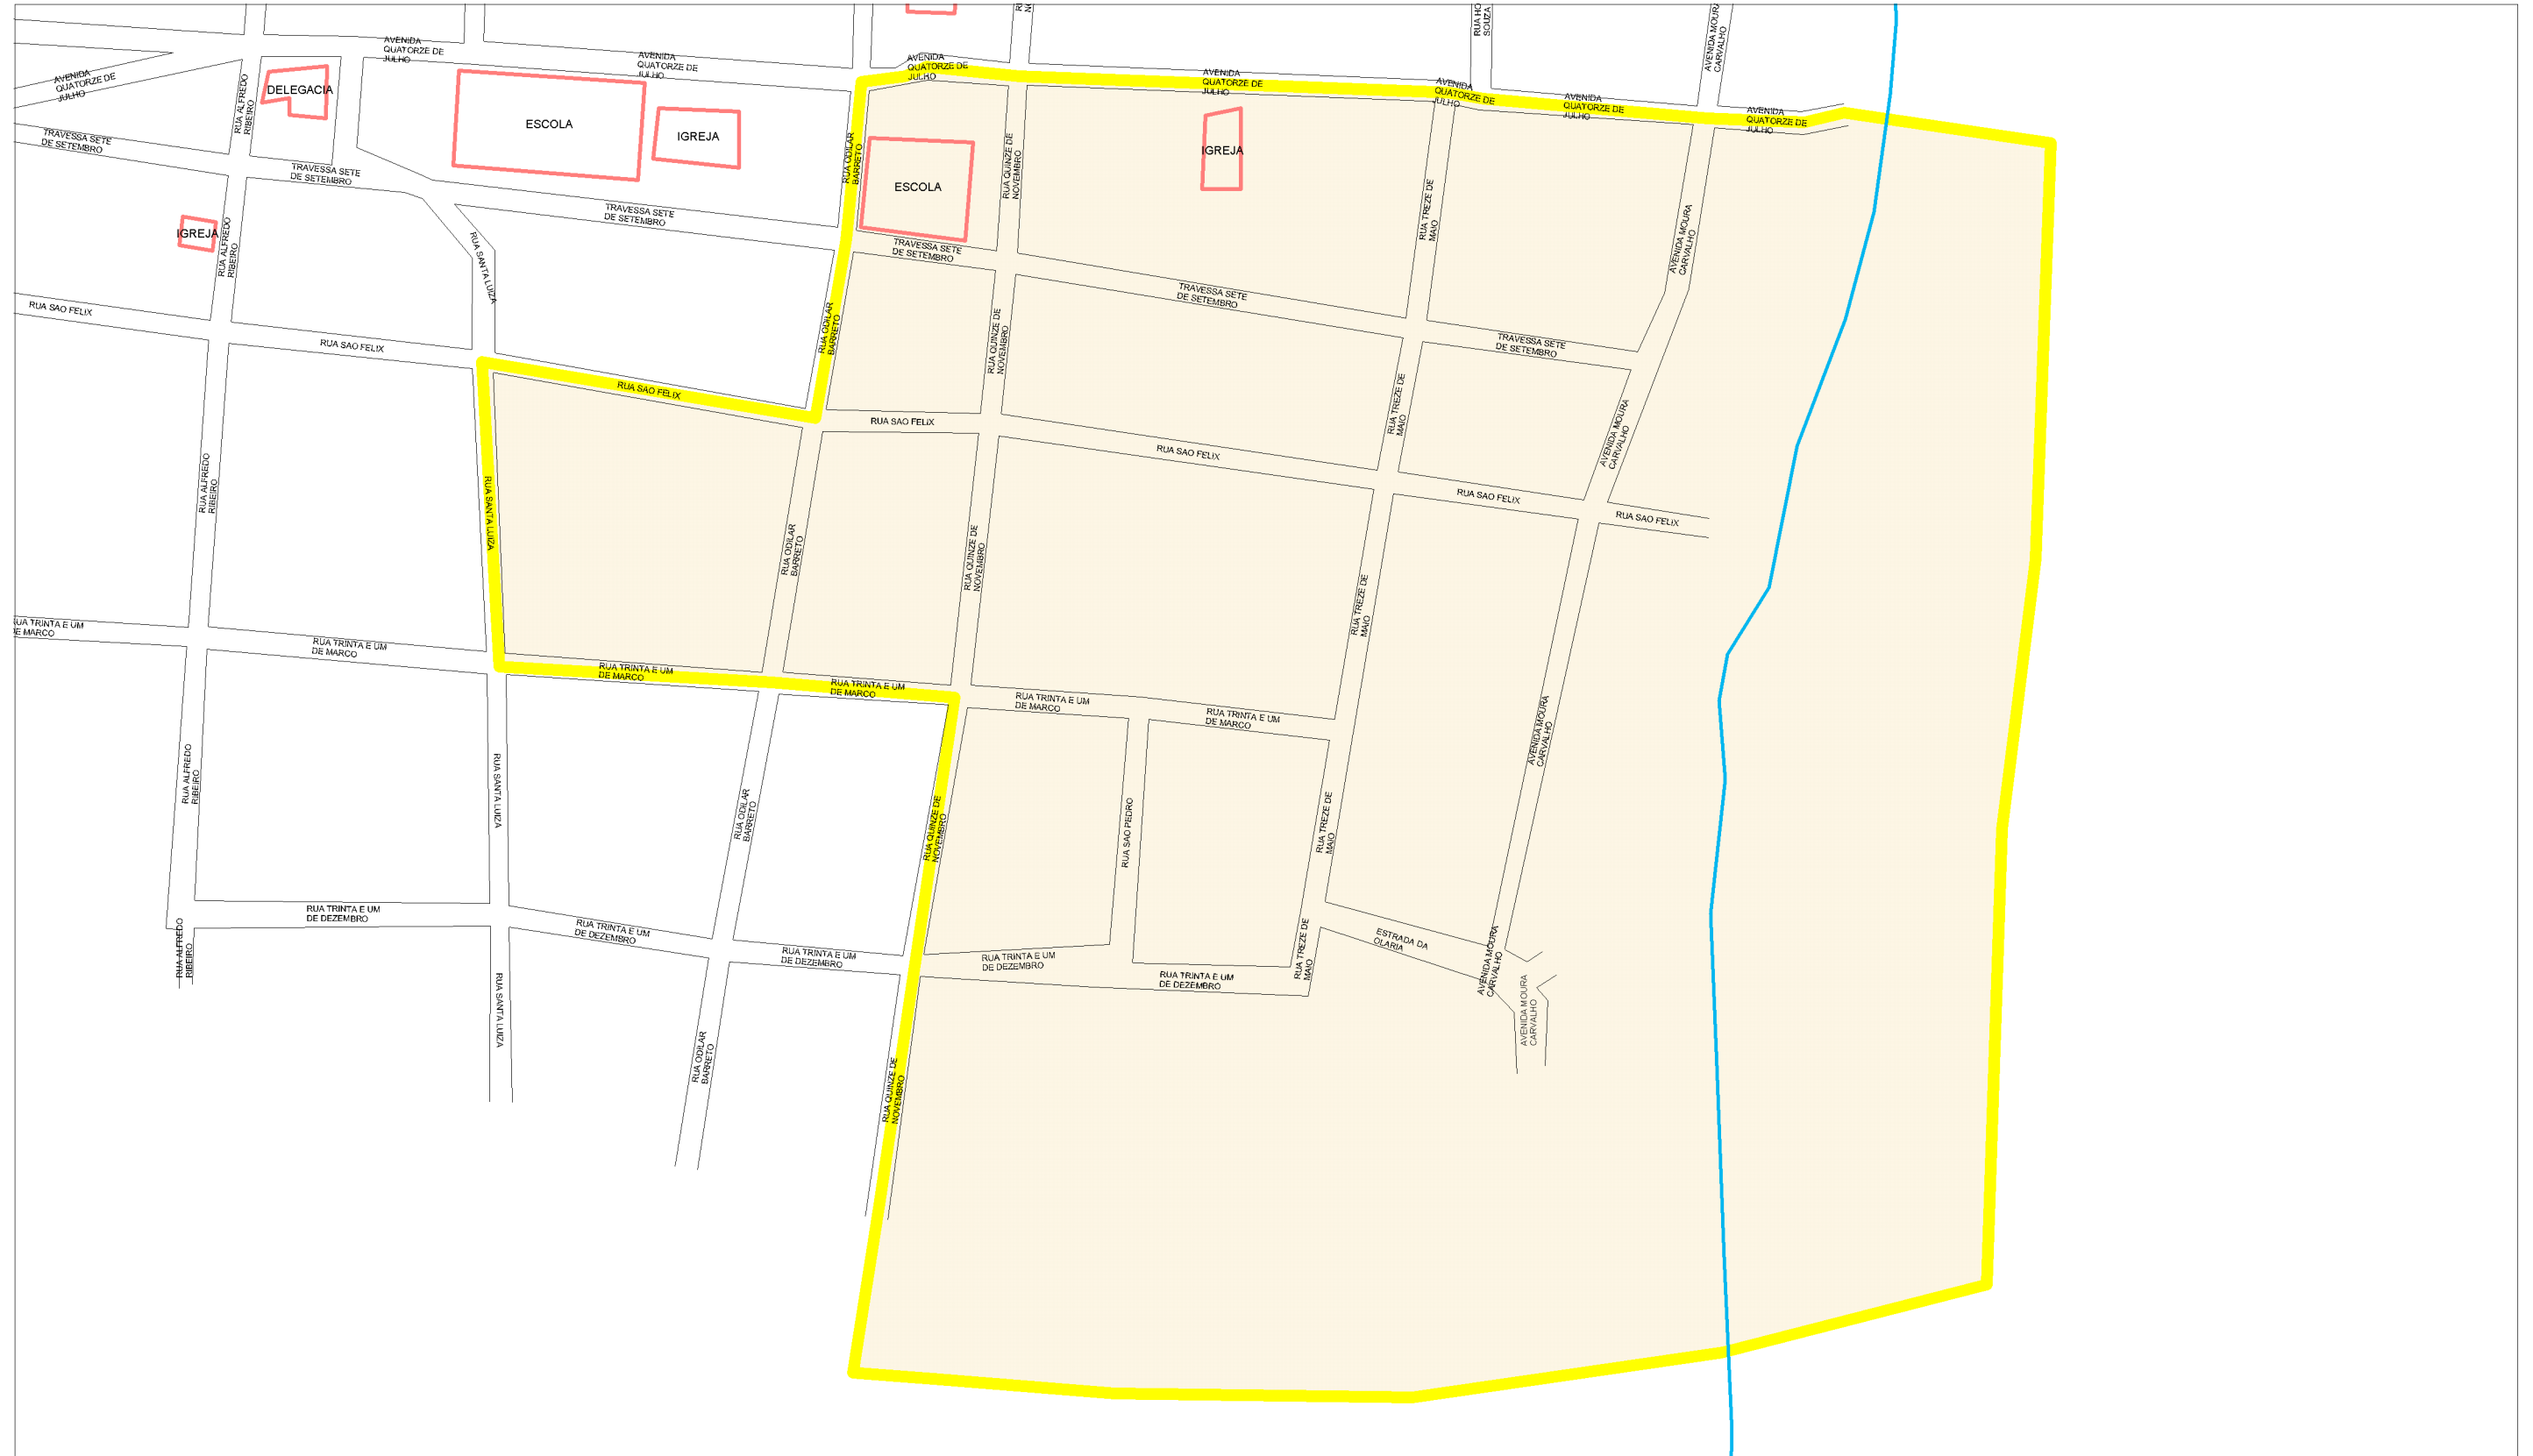 RUA HO
SOUZA
AVENIDA MOURA
CARVALHO
AVENIDA
QUATORZE DE
JULHO
AVENIDA
QUATORZE DE
JULHO
AVENIDA
QUATORZE DE
JULHO
AVENIDA
QUATORZE DE
JULHO
AVENIDA
QUATORZE DE
JULHO
AVENIDA
QUATORZE DE
JULHO
AVENIDA
QUATORZE DE
JULHO
AVENIDA
QUATORZE DE
JULHO
DELEGACIA
ESCOLA
IGREJA
ESCOLA
IGREJA
IGREJA
RUA ALFREDO
RIBEIRO
RUA ODILAR
BARRETO
RUA QUINZE DE
NOVEMBRO
RUA TREZE DE
MAIO
AVENIDA MOURA
CARVALHO
TRAVESSA SETE
DE SETEMBRO
TRAVESSA SETE
DE SETEMBRO
TRAVESSA SETE
DE SETEMBRO
TRAVESSA SETE
DE SETEMBRO
TRAVESSA SETE
DE SETEMBRO
TRAVESSA SETE
DE SETEMBRO
RUA ALFREDO
RIBEIRO
RUA SANTA LUIZA
RUA ODILAR
BARRETO
RUA QUINZE DE
NOVEMBRO
RUA TREZE DE
MAIO
AVENIDA MOURA
CARVALHO
RUA SAO FELIX
RUA SAO FELIX
RUA SAO FELIX
RUA SAO FELIX
RUA SAO FELIX
RUA SAO FELIX
RUA SAO FELIX
RUA ALFREDO
RIBEIRO
RUA SANTA LUIZA
RUA ODILAR
BARRETO
RUA QUINZE DE
NOVEMBRO
RUA TREZE DE
MAIO
AVENIDA MOURA
CARVALHO
UA TRINTA E UM
DE MARCO
RUA TRINTA E UM
DE MARCO
RUA TRINTA E UM
DE MARCO
RUA TRINTA E UM
DE MARCO
RUA TRINTA E UM
DE MARCO
RUA TRINTA E UM
DE MARCO
RUA ALFREDO
RIBEIRO
RUA SANTA LUIZA
RUA ODILAR
BARRETO
RUA QUINZE DE
NOVEMBRO
RUA SAO PEDRO
RUA TREZE DE
MAIO
RUA TRINTA E UM
DE DEZEMBRO
RUA TRINTA E UM
DE DEZEMBRO
RUA TRINTA E UM
DE DEZEMBRO
RUA TRINTA E UM
DE DEZEMBRO
RUA TRINTA E UM
DE DEZEMBRO
ESTRADA DA
OLARIA
RUA ALFREDO
RIBEIRO
RUA TREZE DE
MAIO
AVENIDA MOURA
CARVALHO
AVENIDA MOURA
CARVALHO
RUA SANTA LUIZA
RUA ODILAR
BARRETO
RUA QUINZE DE
NOVEMBRO